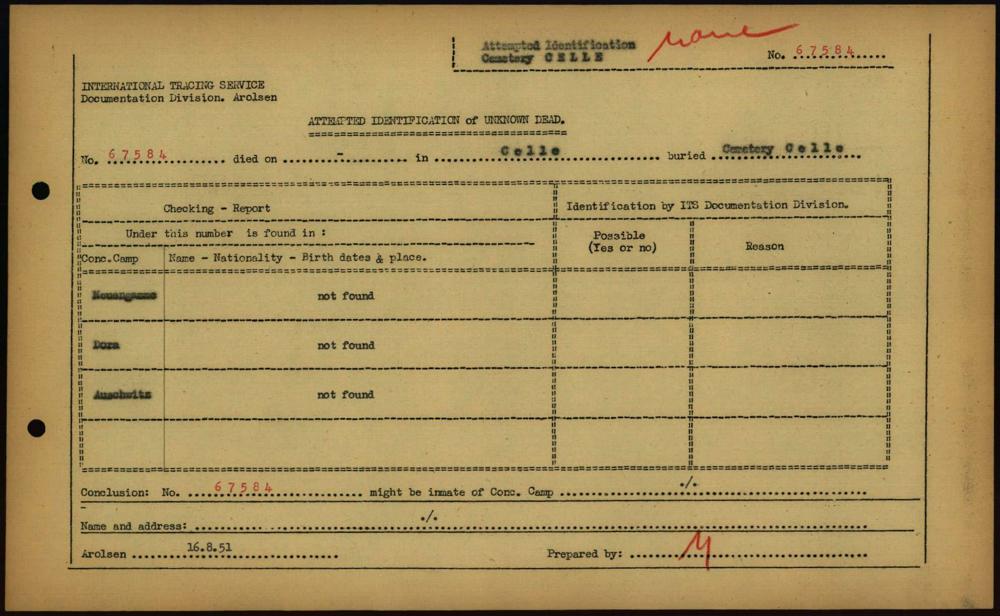 Attempted Identification
Cemetery CELLE
No. 67584
INTERNATIONAL TRACING SERVICE
Documentation Division. Arolsen
ATTEMPTED IDENTIFICATION of UNKNOWN DEAD.
No. 67584 died on - in Celle buried Cemetery Celle
Checking - Report
Identification by ITS Documentation Division.
Under this number is found in :
Possible
(Yes or no)
Reason
Conc.Camp Name - Nationality - Birth dates & place.
Neuengamme not found
Dora not found
Auschwitz not found
Conclusion: No. 67584 might be inmate of Conc. Camp ./.
Name and address: ./.
Arolsen 16.8.51 Prepared by: